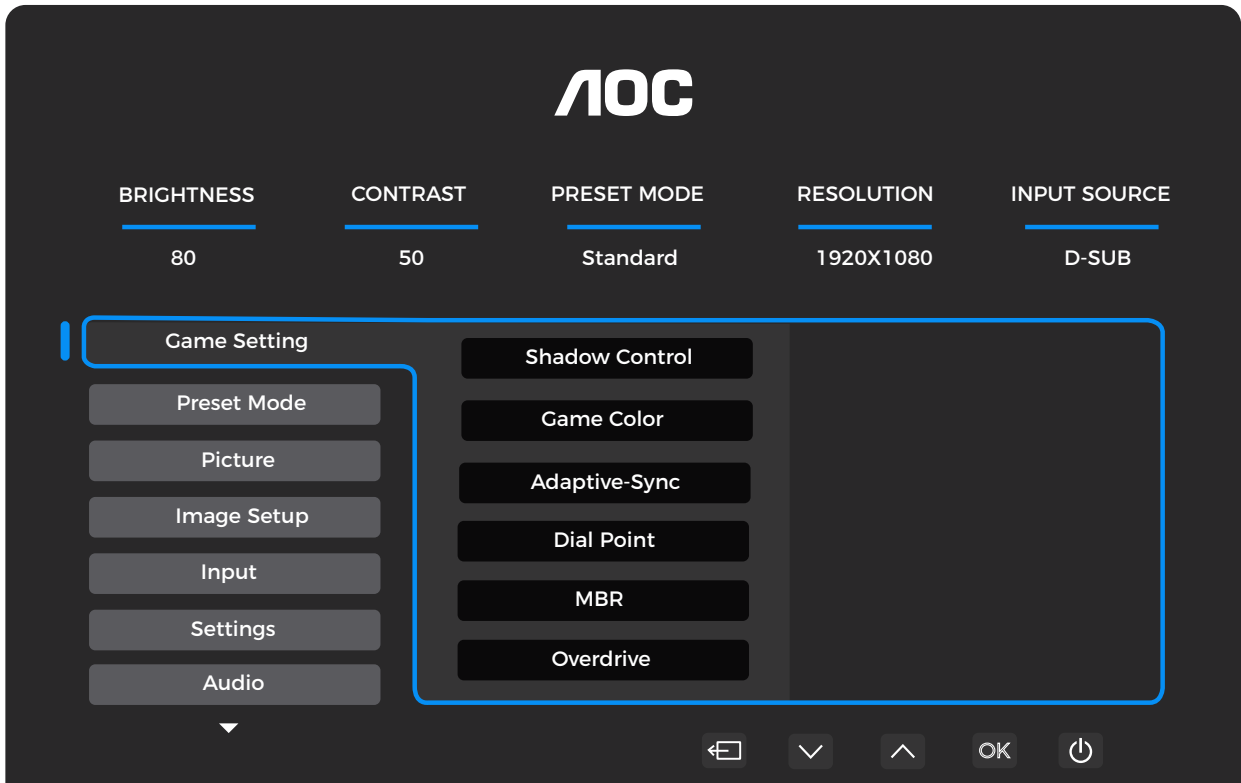 AOC
BRIGHTNESS CONTRAST PRESET MODE RESOLUTION INPUT SOURCE
80 50 Standard 1920X1080 D-SUB
Game Setting
Preset Mode
Picture
Image Setup
Input
Settings
Audio
Shadow Control
Game Color
Adaptive-Sync
Dial Point
MBR
Overdrive
OK